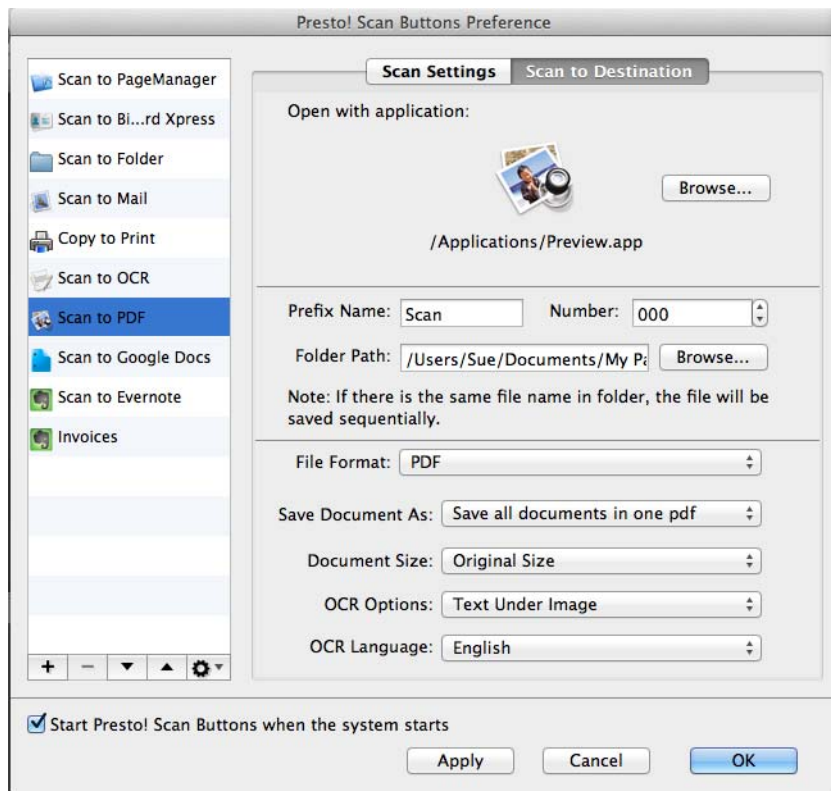 Presto! Scan Buttons Preference
Scan to PageManager
Scan to Bi...rd Xpress
Scan to Folder
Scan to Mail
Copy to Print
Scan to OCR
Scan to PDF
Scan to Google Docs
Scan to Evernote
Invoices
Scan Settings
Scan to Destination
Open with application:
Browse...
/Applications/Preview.app
Prefix Name: Scan Number: 000
Folder Path: /Users/Sue/Documents/My Pa Browse...
Note: If there is the same file name in folder, the file will be
saved sequentially.
File Format: PDF
Save Document As: Save all documents in one pdf
Document Size: Original Size
OCR Options: Text Under Image
OCR Language: English
Start Presto! Scan Buttons when the system starts
Apply Cancel OK